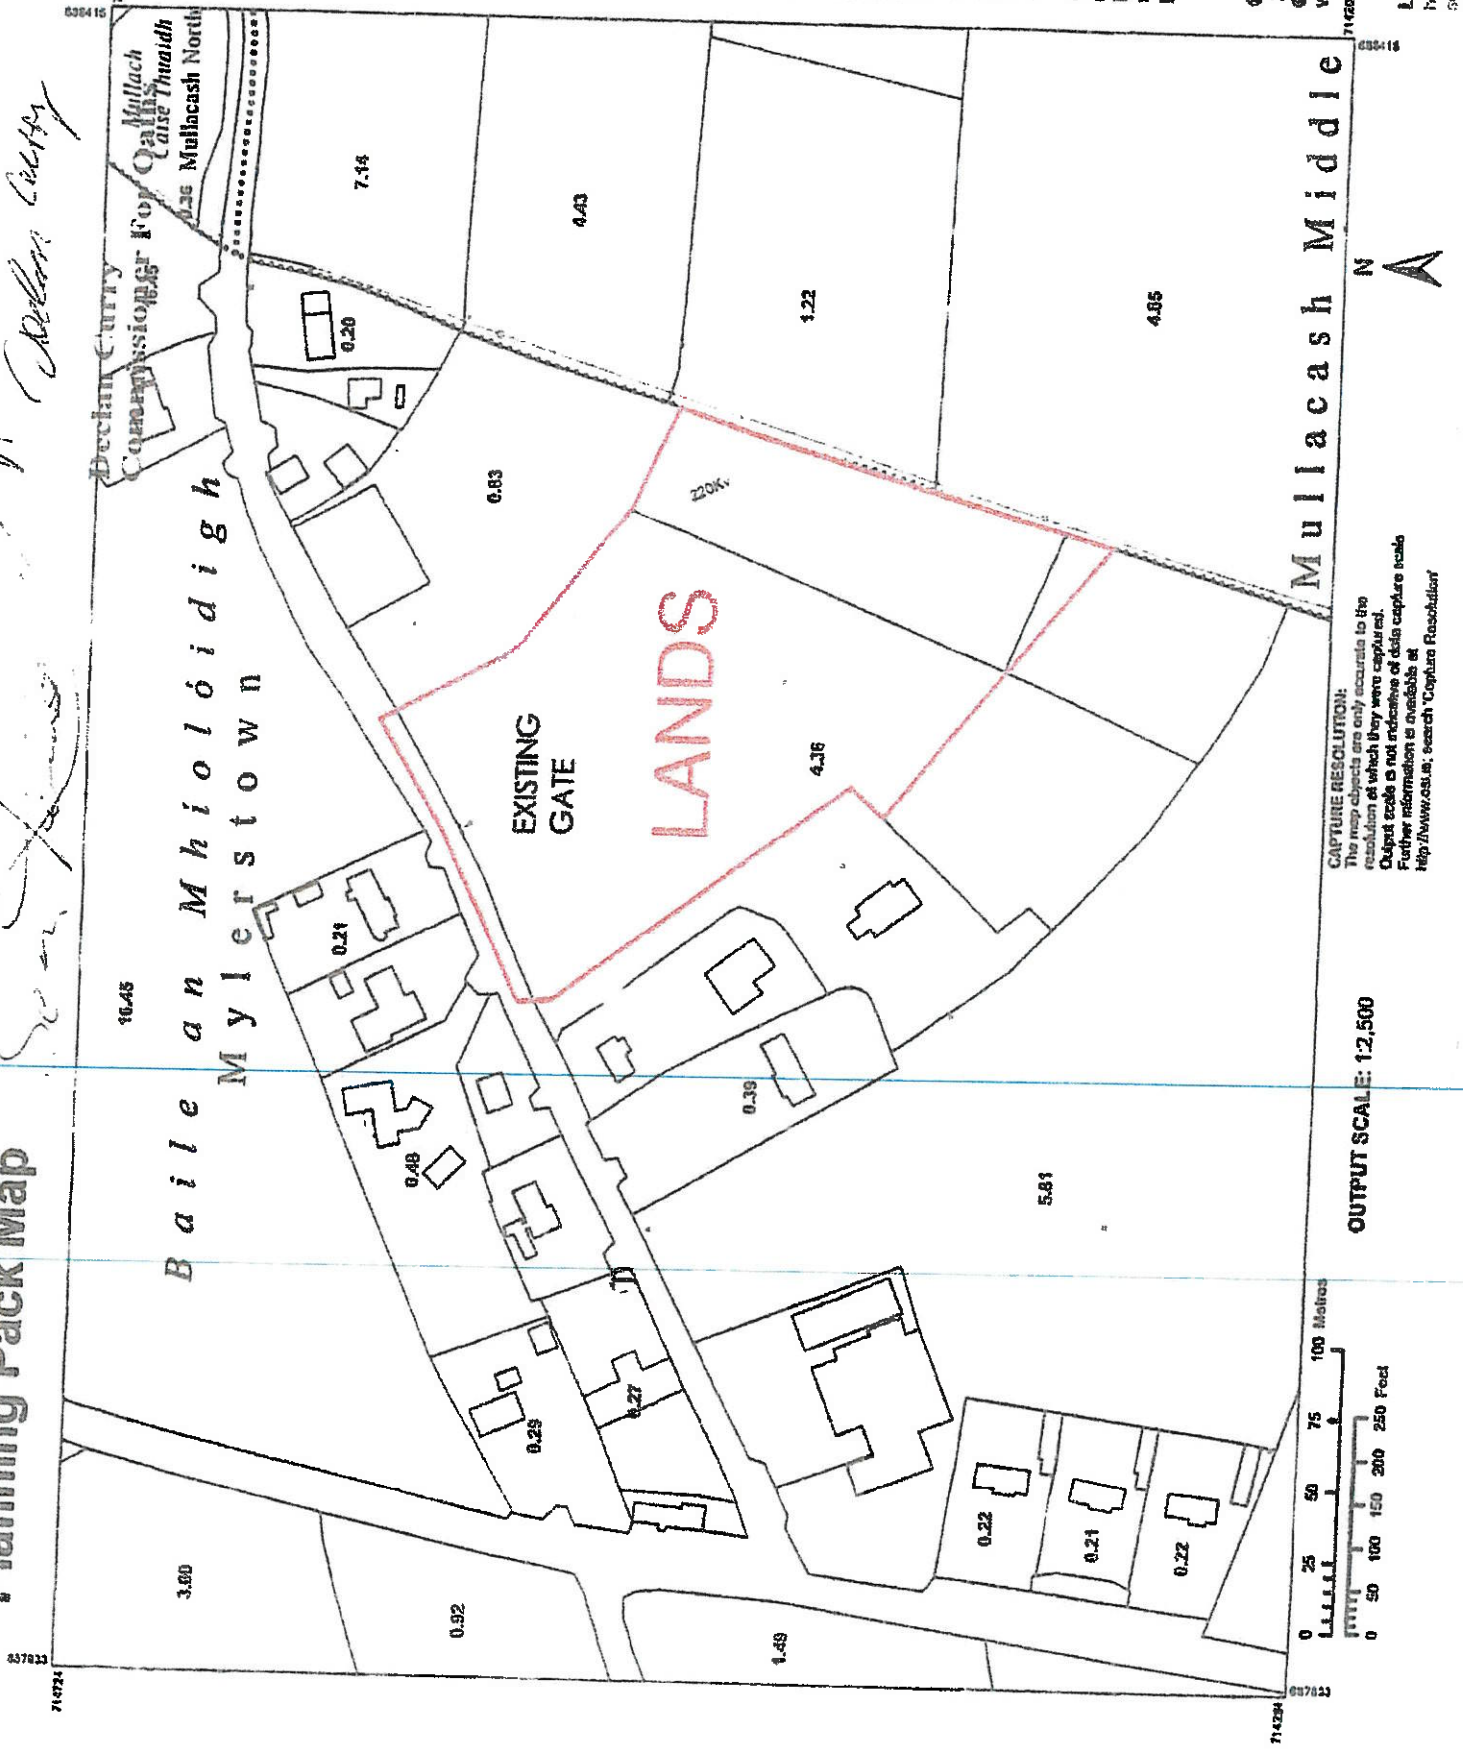 Planning Pack Map
Declan Curry
Commissioner For Oaths
Mullach
Caise Thuaidh
Mullacash North
0.36
16.45
7.14
4.43
1.22
4.85
0.20
0.83
220Kv
Baile an Mhiolóidigh
Mylerstown
16.45
EXISTING
GATE
LANDS
4.36
0.21
0.48
0.39
5.81
0.29
0.27
3.00
0.92
1.49
0.22
0.21
0.22
Mullacash Middle
N
CAPTURE RESOLUTION:
The map objects are only accurate to the
resolution at which they were captured.
Output scale is not indicative of data capture scale
Further information is available at
http://www.osi.ie; search 'Capture Resolution'
OUTPUT SCALE: 1:2,500
0 25 50 75 100 Metres
0 50 100 150 200 250 Feet
637833
714724
637833
714294